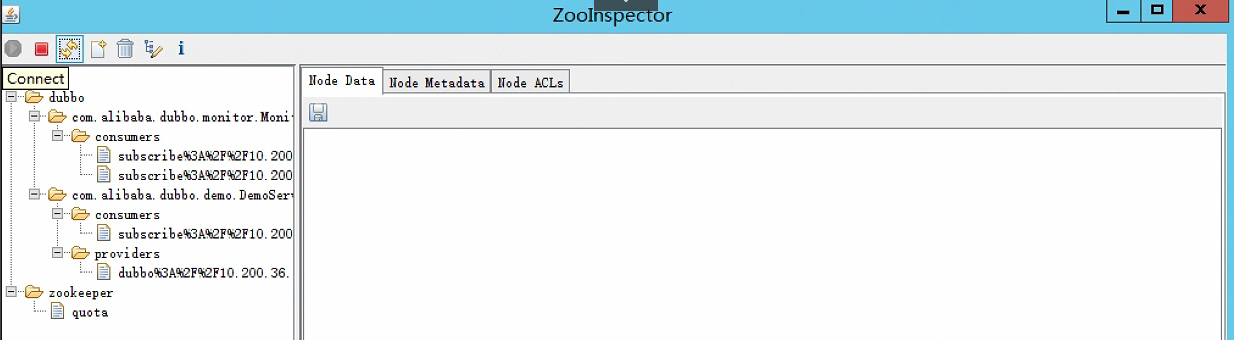 ZooInspector
Connect
Node Data
Node Metadata
Node ACLs
dubbo
com.alibaba.dubbo.monitor.Moni
consumers
subscribe%3A%2F%2F10.200
subscribe%3A%2F%2F10.200
com.alibaba.dubbo.demo.DemoSer
consumers
subscribe%3A%2F%2F10.200
providers
dubbo%3A%2F%2F10.200.36.
zookeeper
quota